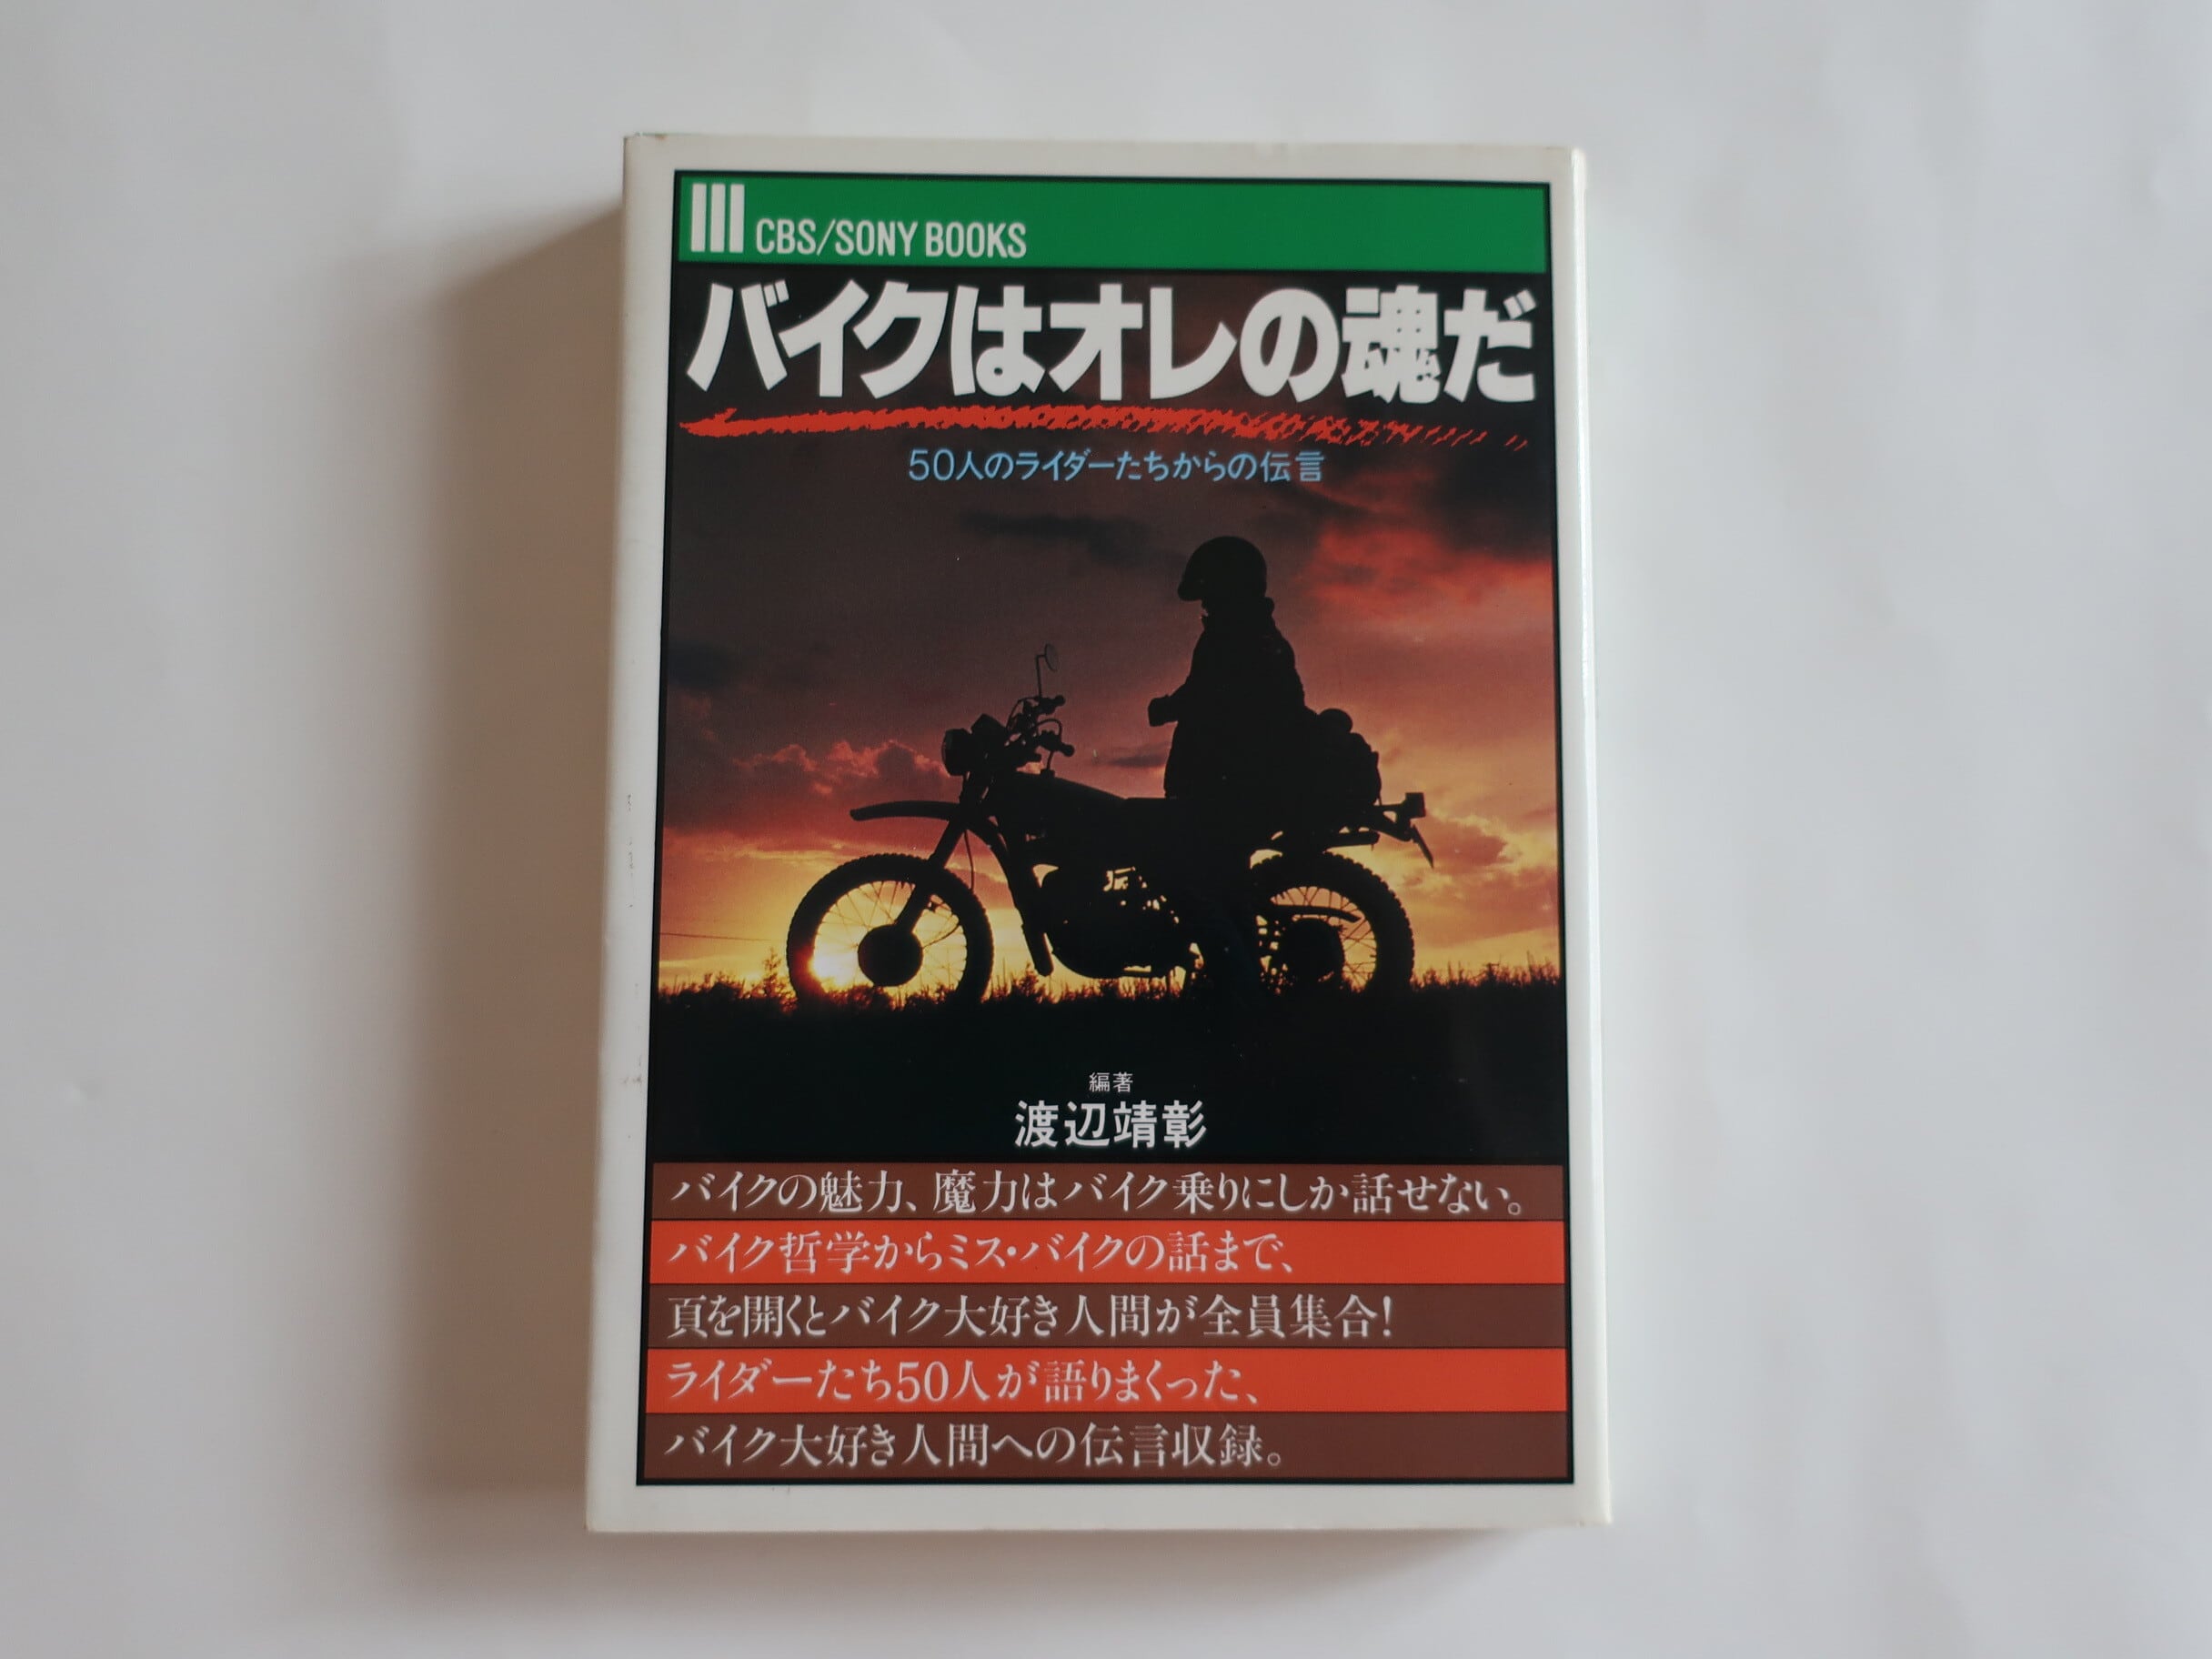 CBS/SONY BOOKS
バイクはオレの魂だ
50人のライダーたちからの伝言
編著
渡辺靖彰
バイクの魅力、魔力はバイク乗りにしか話せない。
バイク哲学からミス・バイクの話まで、
頁を開くとバイク大好き人間が全員集合!
ライダーたち50人が語りまくった、
バイク大好き人間への伝言収録。